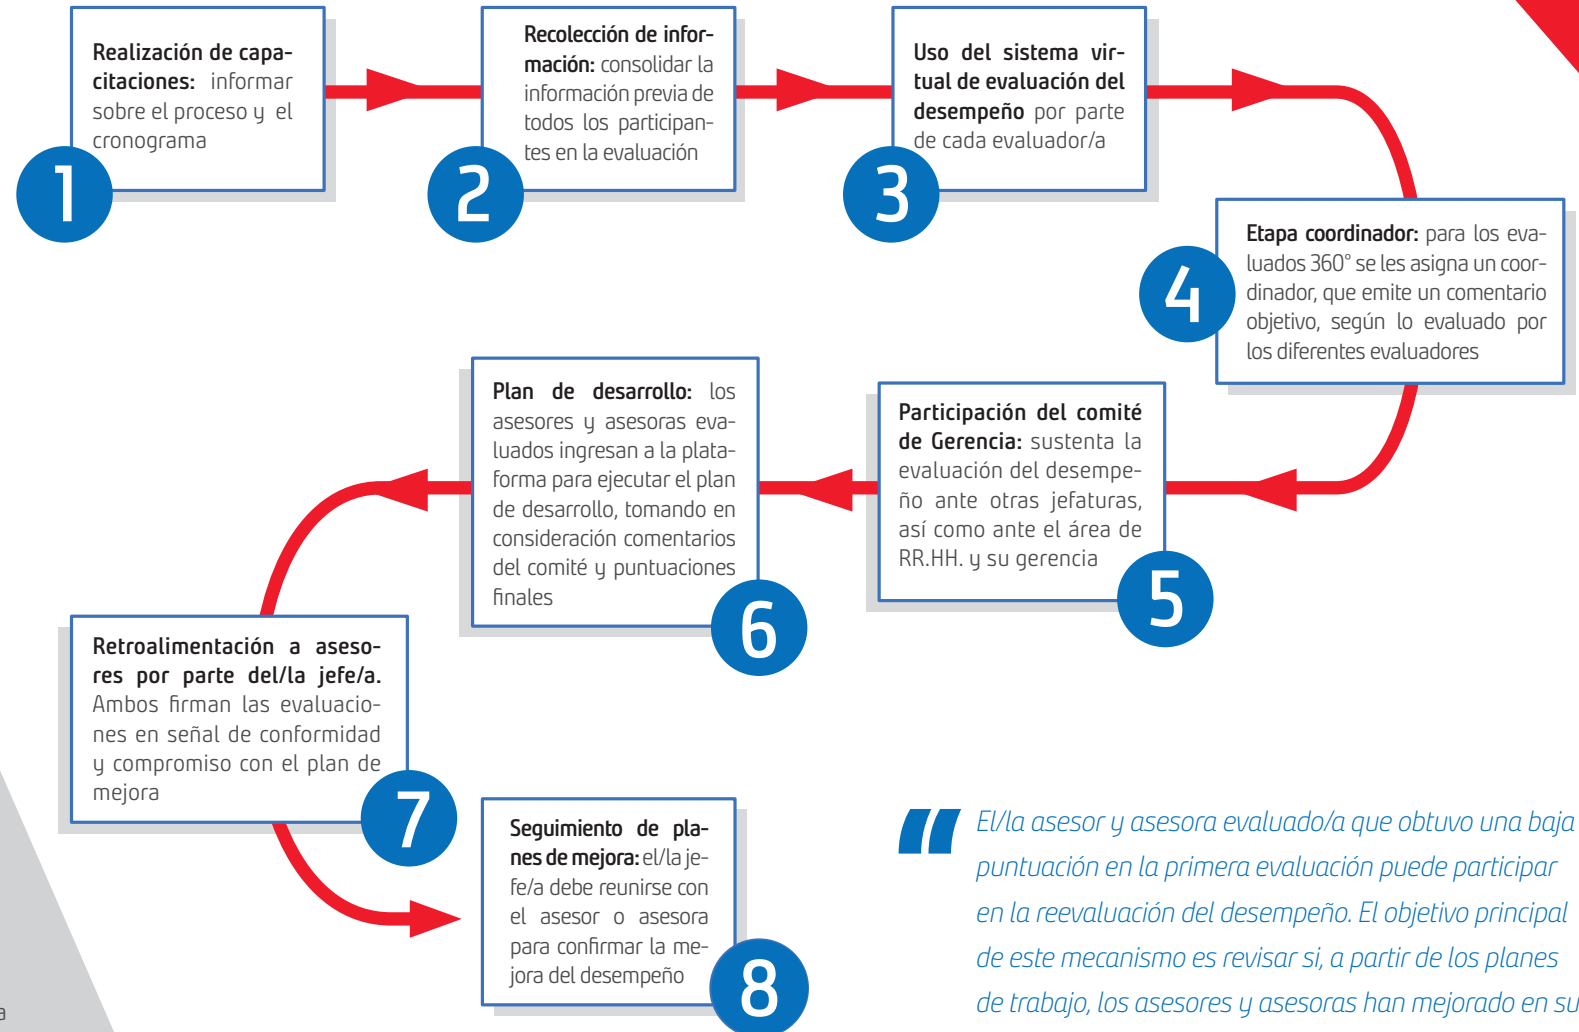 Realización de capa-
citaciones: informar
sobre el proceso y el
cronograma
1
Recolección de infor-
mación: consolidar la
información previa de
todos los participan-
tes en la evaluación
2
Uso del sistema vir-
tual de evaluación del
desempeño por parte
de cada evaluador/a
3
Etapa coordinador: para los eva-
luados 360° se les asigna un coor-
dinador, que emite un comentario
objetivo, según lo evaluado por
los diferentes evaluadores
4
Participación del comité
de Gerencia: sustenta la
evaluación del desempe-
ño ante otras jefaturas,
así como ante el área de
RR.HH. y su gerencia
5
Plan de desarrollo: los
asesores y asesoras eva-
luados ingresan a la plata-
forma para ejecutar el plan
de desarrollo, tomando en
consideración comentarios
del comité y puntuaciones
finales
6
Retroalimentación a aseso-
res por parte del/la jefe/a.
Ambos firman las evaluacio-
nes en señal de conformidad
y compromiso con el plan de
mejora
7
Seguimiento de pla-
nes de mejora: el/la je-
fe/a debe reunirse con
el asesor o asesora
para confirmar la me-
jora del desempeño
8
" El/la asesor y asesora evaluado/a que obtuvo una baja
puntuación en la primera evaluación puede participar
en la reevaluación del desempeño. El objetivo principal
de este mecanismo es revisar si, a partir de los planes
de trabajo, los asesores y asesoras han mejorado en su
a